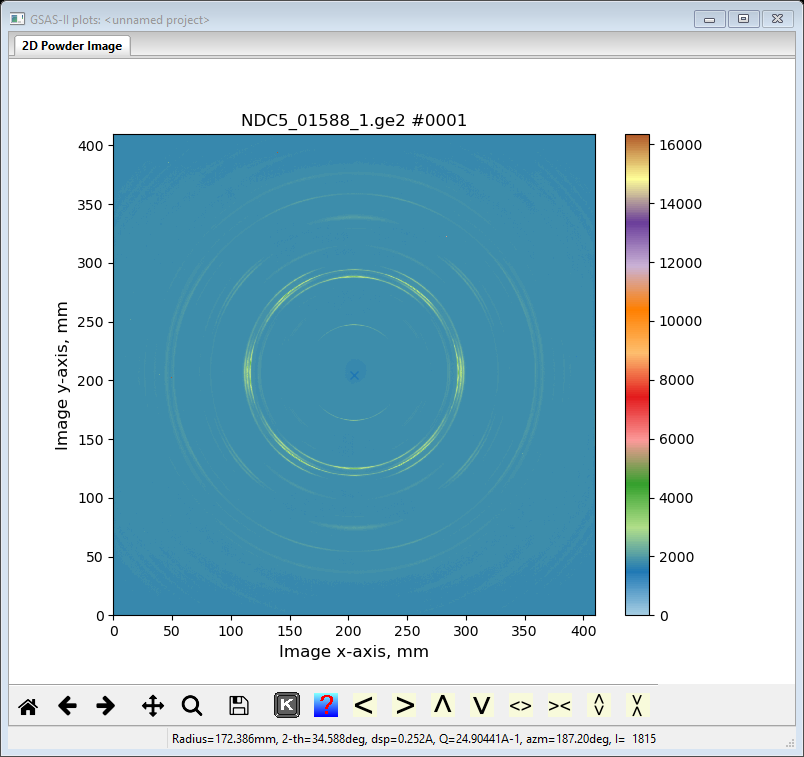 GSAS-II plots: <unnamed project>
2D Powder Image
NDC5_01588_1.ge2 #0001
Image y-axis, mm
400
350
300
250
200
150
100
50
0
0 50 100 150 200 250 300 350 400
Image x-axis, mm
16000
14000
12000
10000
8000
6000
4000
2000
0
K ? < > Λ V <> ><
Radius=172.386mm, 2-th=34.588deg, dsp=0.252A, Q=24.90441A-1, azm=187.20deg, I= 1815